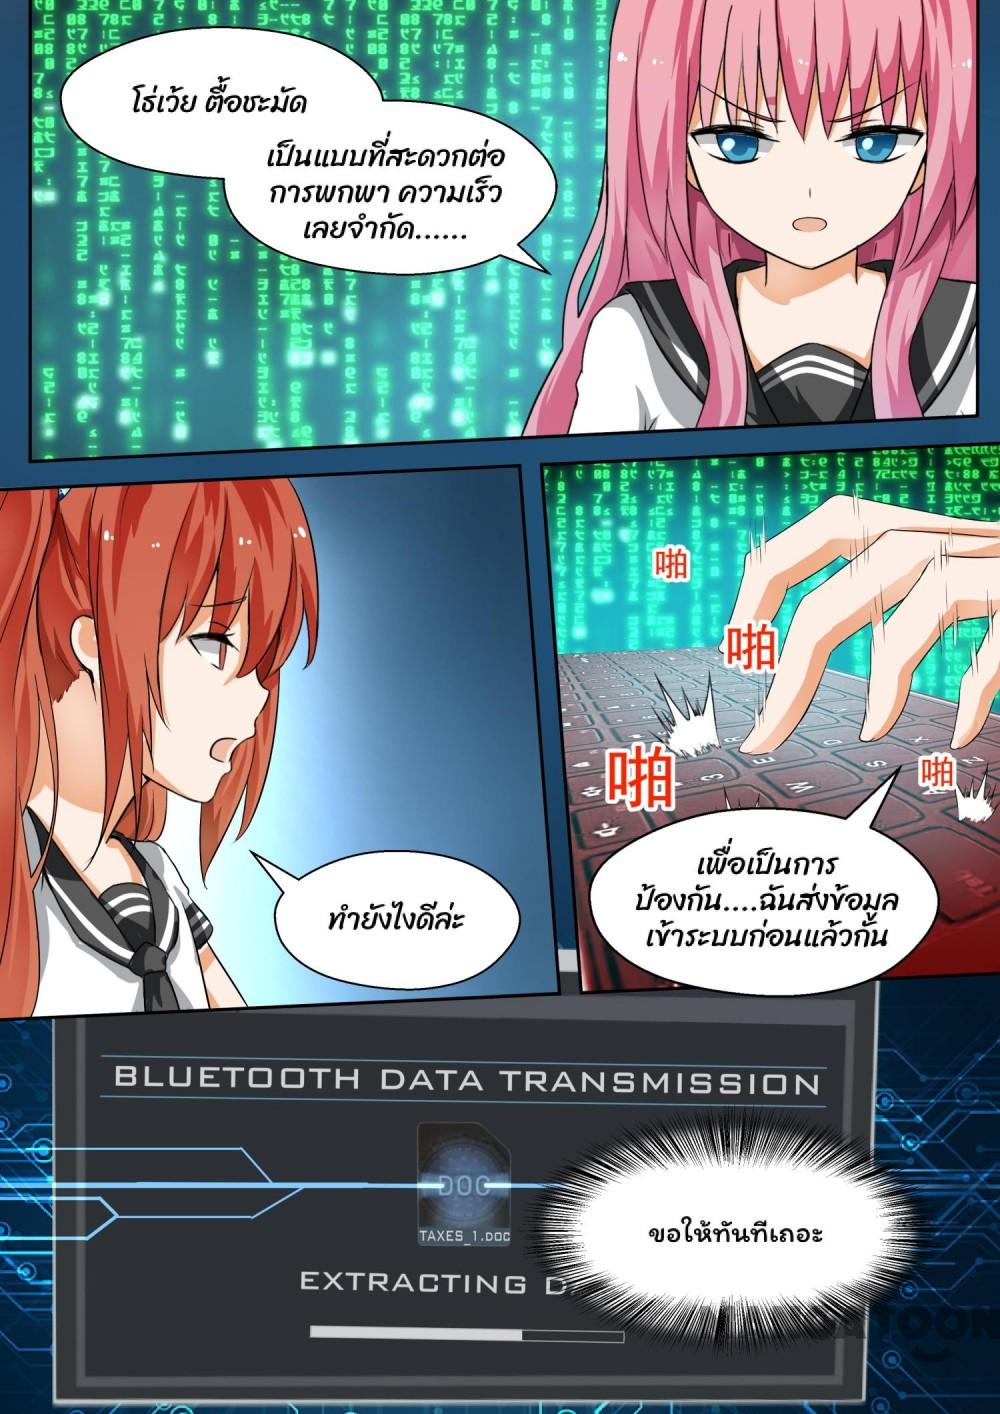 โธ่เว้ย ตื้อชะมัด
เป็นแบบที่สะดวกต่อ
การพกพา ความเร็ว
เลยจำกัด......
啪
啪
啪
啪
ทำยังไงดีล่ะ
เพื่อเป็นการ
ป้องกัน....ฉันส่งข้อมูล
เข้าระบบก่อนแล้วกัน
BLUETOOTH DATA TRANSMISSION
DOC
TAXES_1.DOC
ขอให้ทันทีเถอะ
EXTRACTING D